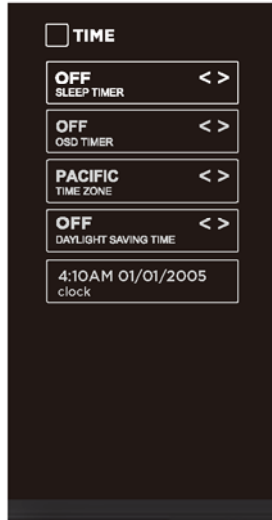 TIME
OFF < >
SLEEP TIMER
OFF < >
OSD TIMER
PACIFIC < >
TIME ZONE
OFF < >
DAYLIGHT SAVING TIME
4:10AM 01/01/2005
clock